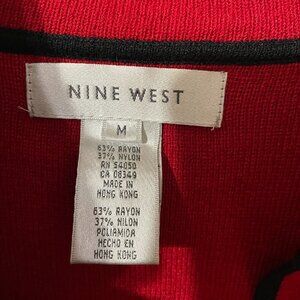 NINE WEST
M
63% RAYON
37% NYLON
RN 54050
CA 08349
MADE IN
HONG KONG
63% RAYON
37% NILON
POLIAMIDA
HECHO EN
HONG KONG